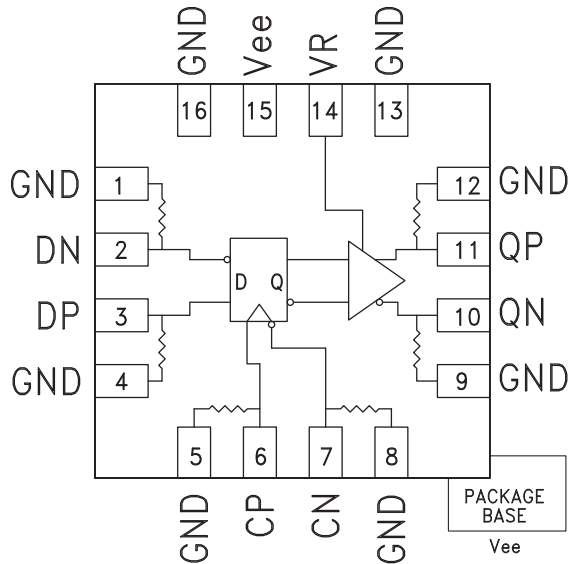 GND
Vee
VR
GND
16
15
14
13
GND 1
12 GND
DN 2
11 QP
D Q
DP 3
10 QN
GND 4
9 GND
5
6
7
8
GND
CP
CN
GND
PACKAGE
BASE
Vee